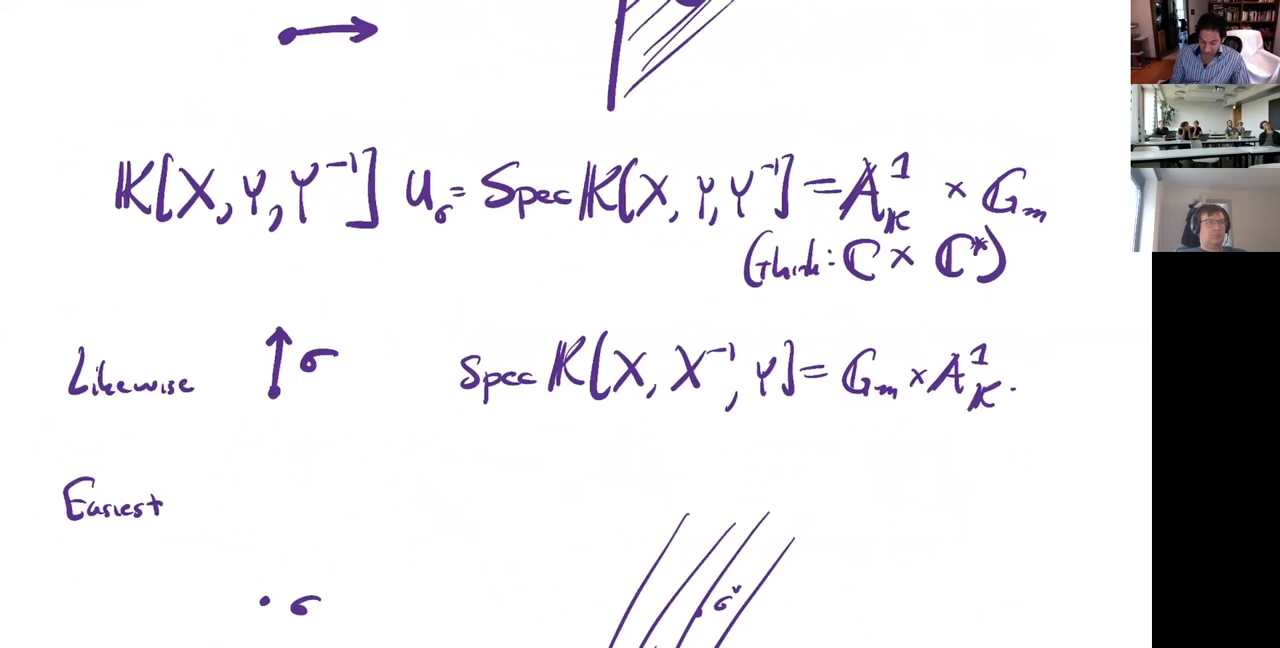 𝕂[X, Y, Y⁻¹] U_σ = Spec 𝕂[X, Y, Y⁻¹] = 𝔸¹_𝕂 × 𝔾_m
(Think: ℂ × ℂ*)
Likewise σ Spec 𝕂[X, X⁻¹, Y] = 𝔾_m × 𝔸¹_𝕂.
Easiest
σ σ^∨